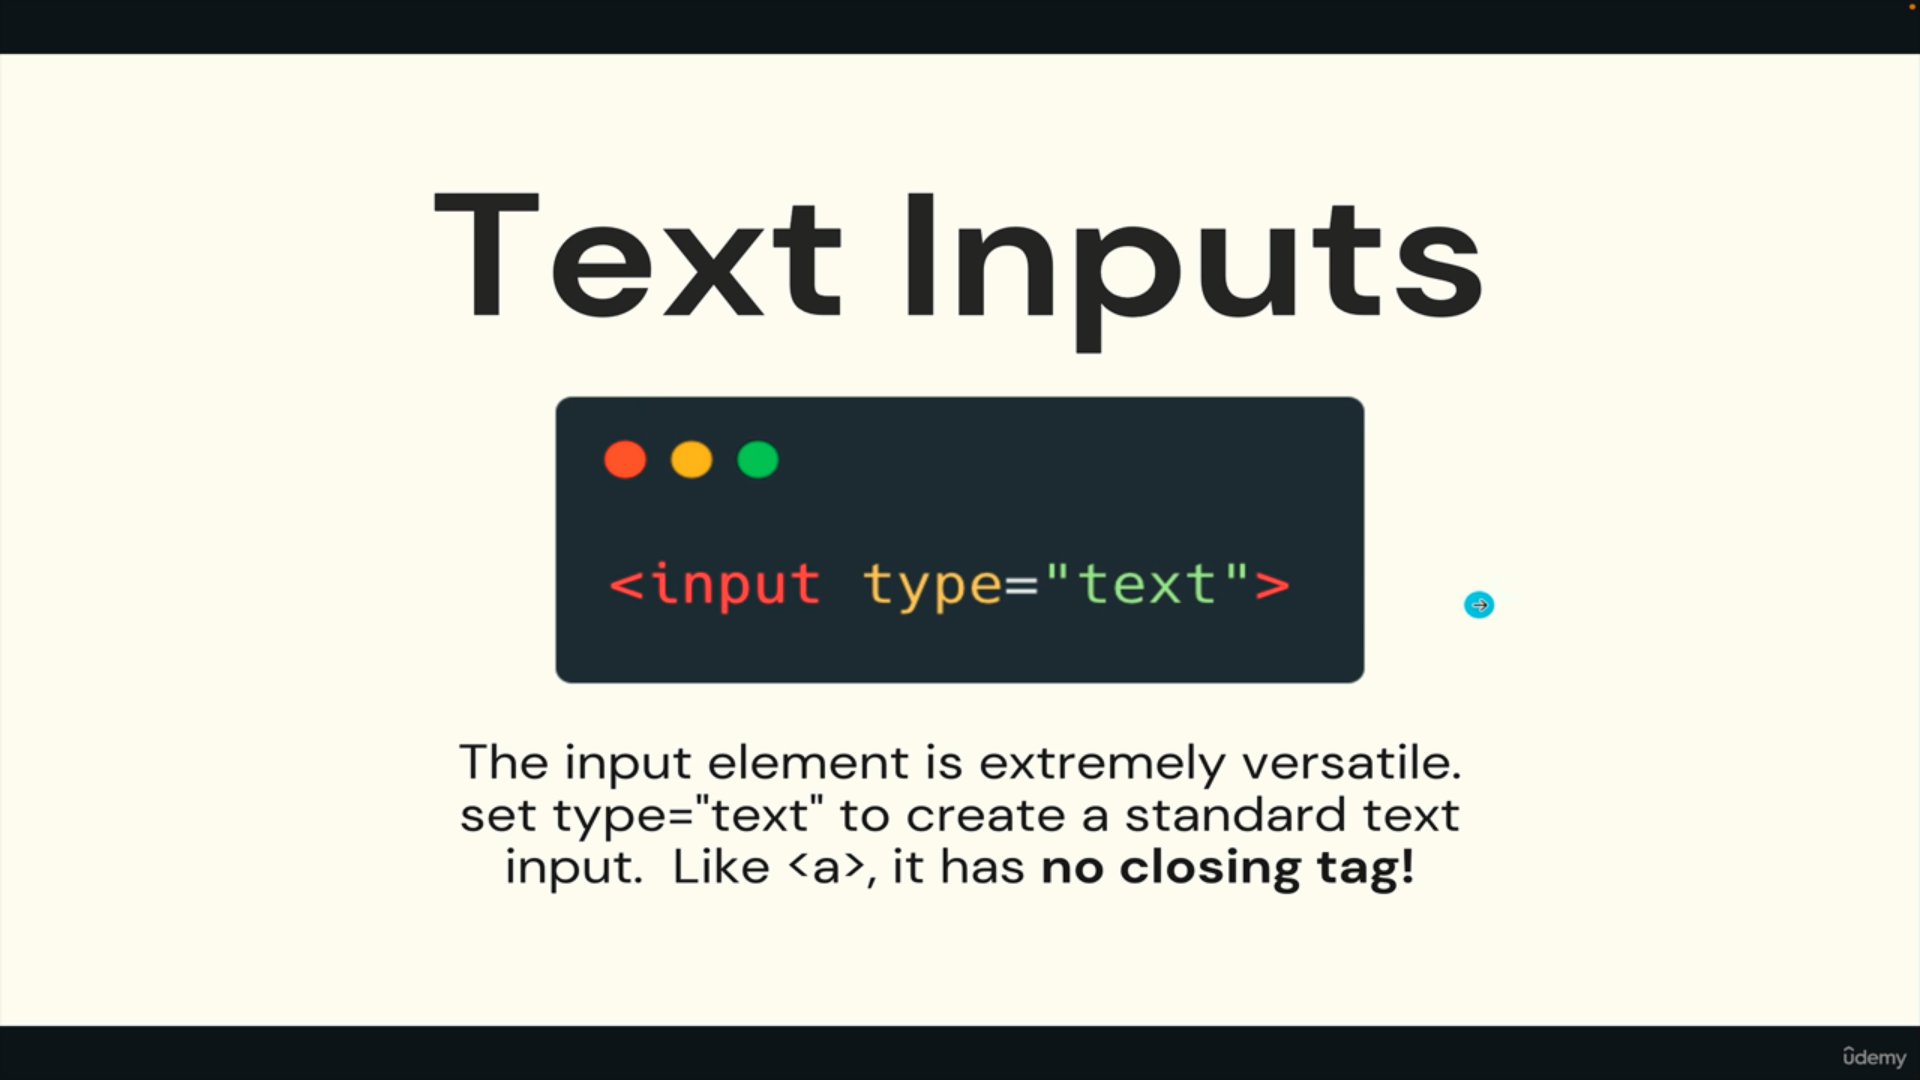 Text Inputs
<input type="text">
The input element is extremely versatile.
set type="text" to create a standard text
input.  Like <a>, it has no closing tag!
ûdemy